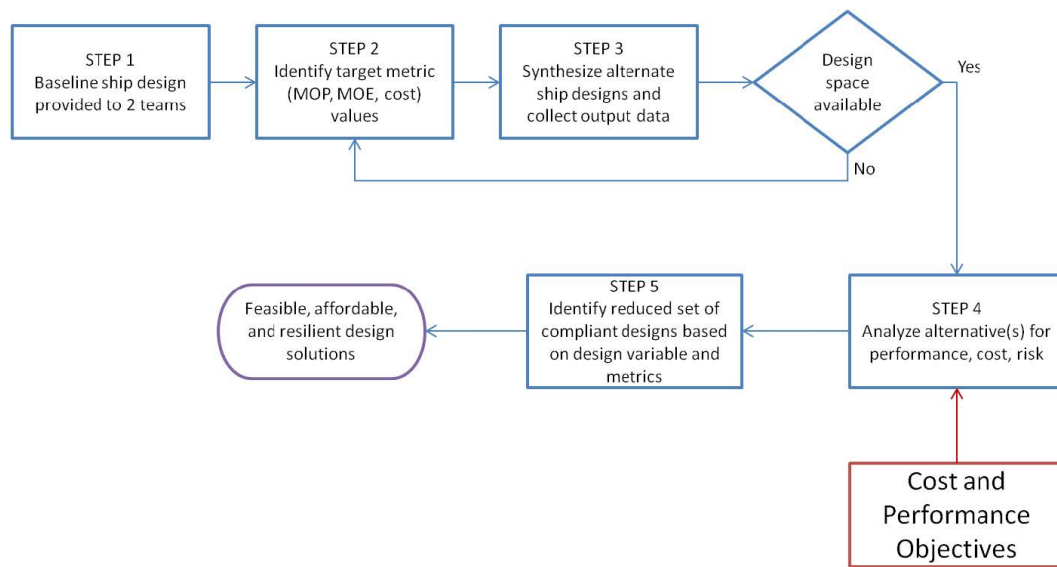 STEP 1
Baseline ship design
provided to 2 teams
STEP 2
Identify target metric
(MOP, MOE, cost)
values
STEP 3
Synthesize alternate
ship designs and
collect output data
Design
space
available
Yes
No
STEP 4
Analyze alternative(s) for
performance, cost, risk
STEP 5
Identify reduced set of
compliant designs based
on design variable and
metrics
Feasible, affordable,
and resilient design
solutions
Cost and
Performance
Objectives